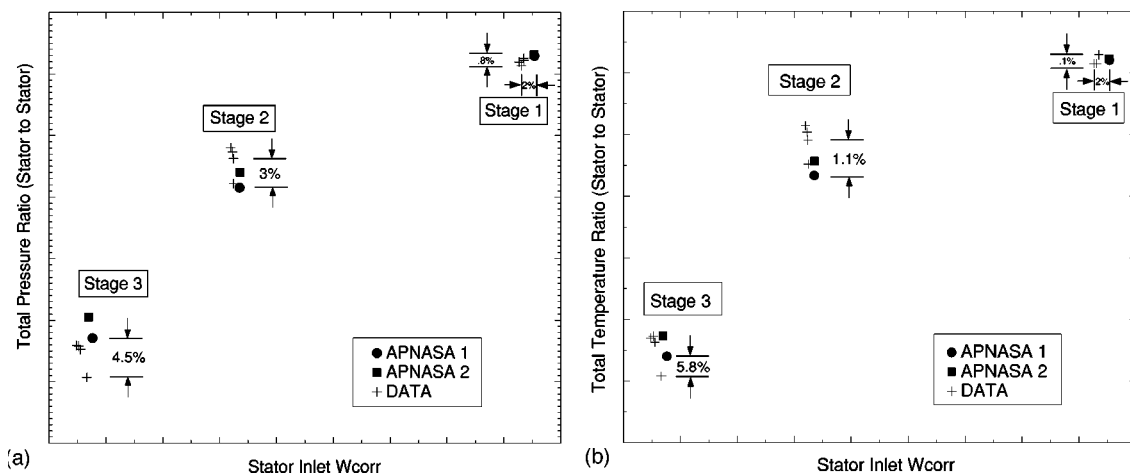 Total Pressure Ratio (Stator to Stator)
.8%
2%
Stage 1
Stage 2
3%
Stage 3
4.5%
APNASA 1
APNASA 2
DATA
(a)
Stator Inlet Wcorr
Total Temperature Ratio (Stator to Stator)
.1%
2%
Stage 1
Stage 2
1.1%
Stage 3
5.8%
APNASA 1
APNASA 2
DATA
(b)
Stator Inlet Wcorr